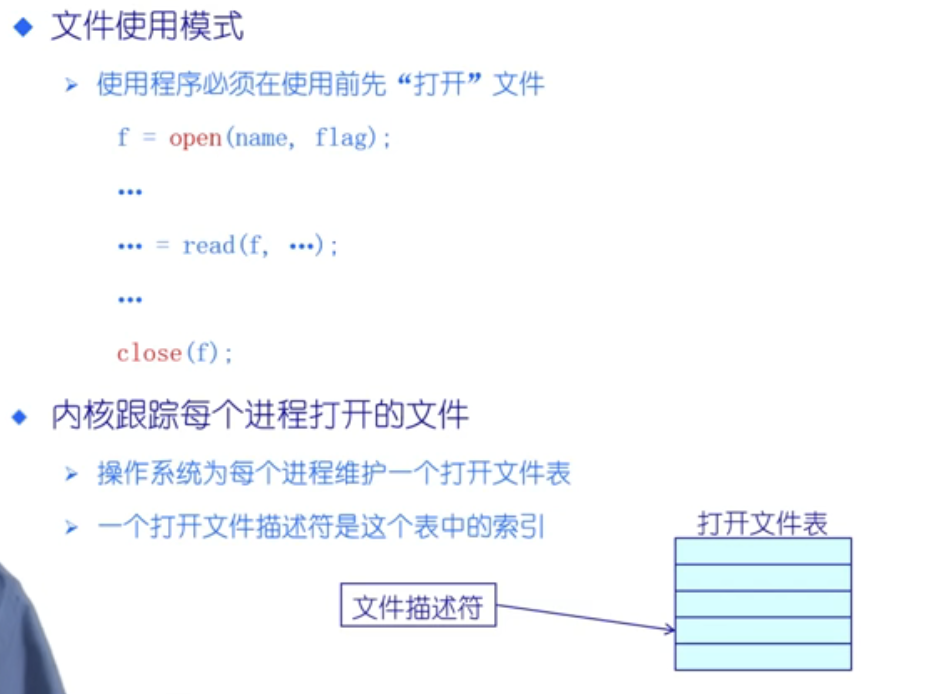 文件使用模式
使用程序必须在使用前先“打开”文件
f = open(name, flag);
…
… = read(f, …);
…
close(f);
内核跟踪每个进程打开的文件
操作系统为每个进程维护一个打开文件表
一个打开文件描述符是这个表中的索引
打开文件表
文件描述符